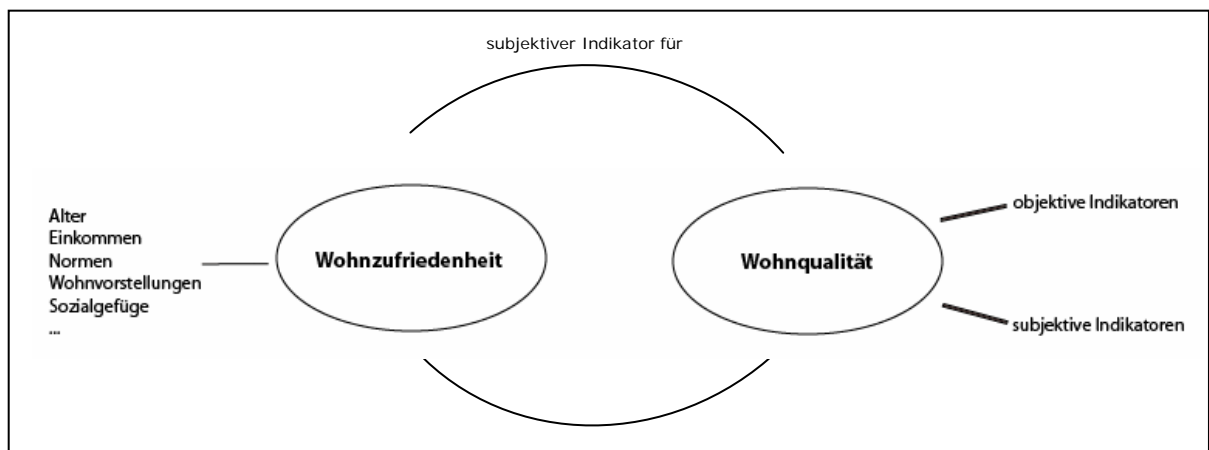 subjektiver Indikator für
Alter
Einkommen
Normen
Wohnvorstellungen
Sozialgefüge
...
Wohnzufriedenheit
Wohnqualität
objektive Indikatoren
subjektive Indikatoren